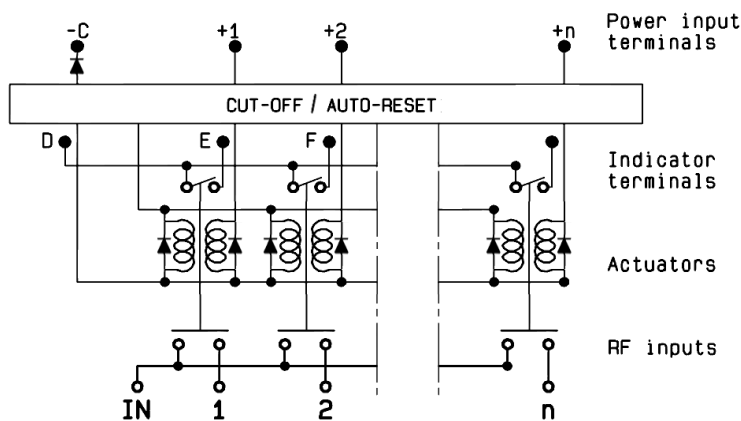 -C +1 +2 +n Power input
terminals
CUT-OFF / AUTO-RESET
D E F Indicator
terminals
Actuators
RF inputs
IN 1 2 n